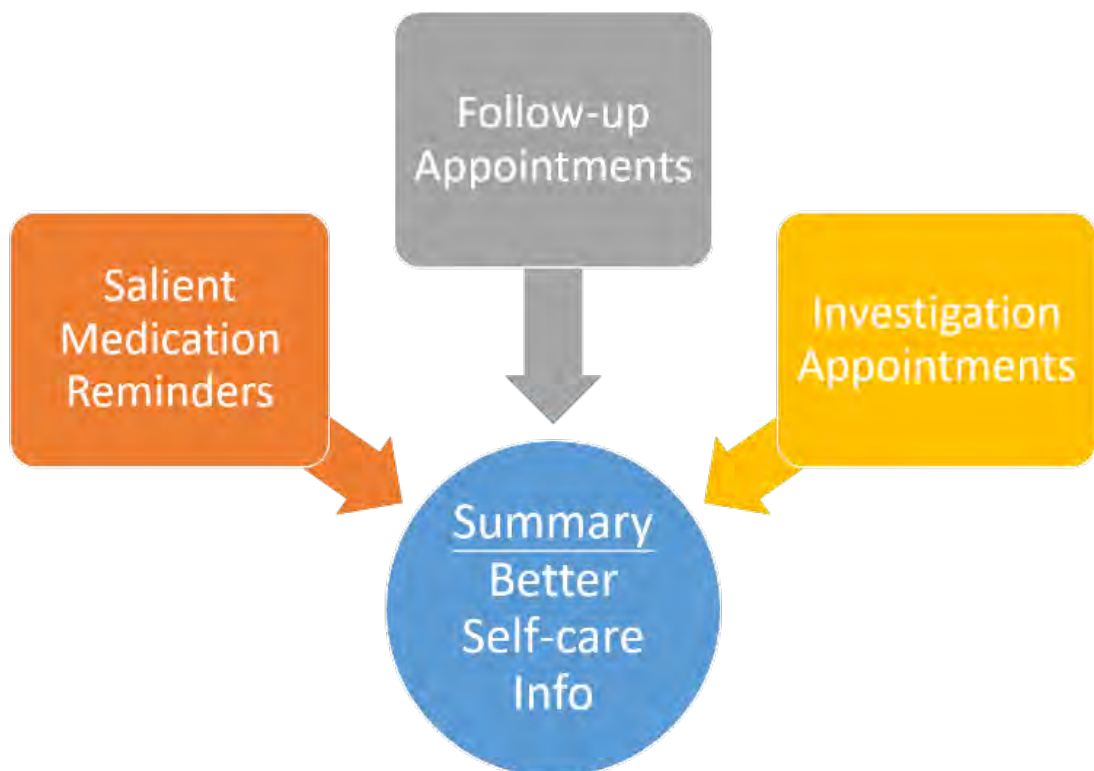 Follow-up
Appointments
Salient
Medication
Reminders
Investigation
Appointments
Summary
Better
Self-care
Info